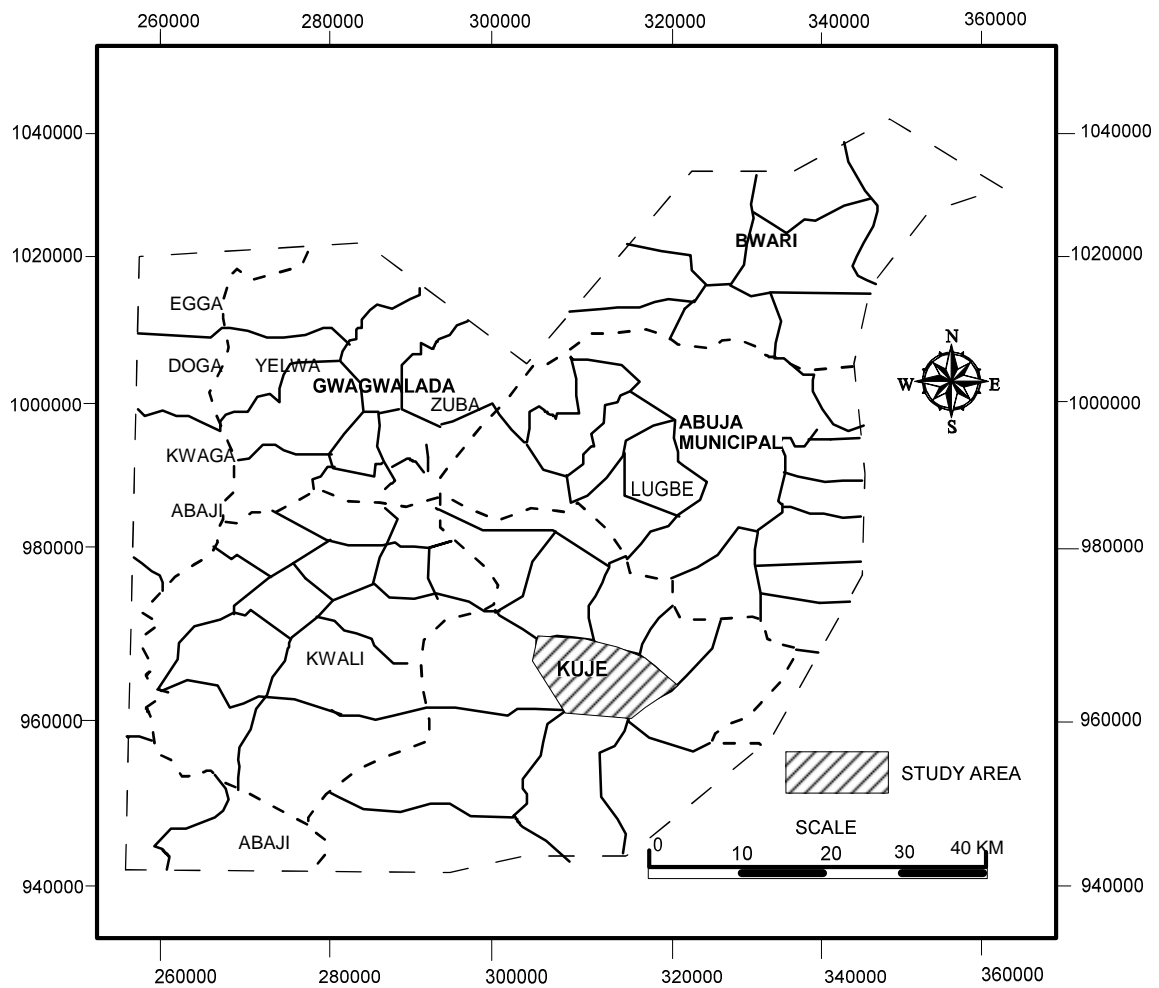 260000
280000
300000
320000
340000
360000
1040000
1040000
BWARI
1020000
1020000
EGGA
N
DOGA
YELWA
GWAGWALADA
W
E
1000000
ZUBA
1000000
S
ABUJA
MUNICIPAL
KWAGA
LUGBE
ABAJI
980000
980000
KWALI
KUJE
960000
960000
STUDY AREA
SCALE
ABAJI
0
10
20
30
40 KM
940000
940000
260000
280000
300000
320000
340000
360000